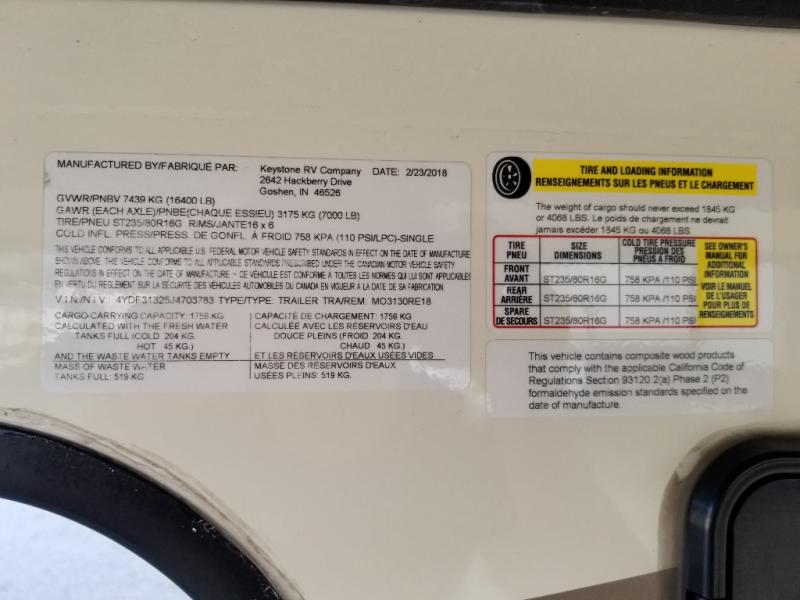 MANUFACTURED BY/FABRIQUÉ PAR: Keystone RV Company DATE: 2/23/2018
2642 Hackberry Drive
Goshen, IN 46526
GVWR/PNBV 7439 KG (16400 LB)
GAWR (EACH AXLE)/PNBE(CHAQUE ESSIEU) 3175 KG (7000 LB)
TIRE/PNEU ST235/80R16G RIMS/JANTE16 x 6
COLD INFL. PRESS/PRESS. DE GONFL. À FROID 758 KPA (110 PSI/LPC)-SINGLE
THIS VEHICLE CONFORMS TO ALL APPLICABLE U.S. FEDERAL MOTOR VEHICLE SAFETY STANDARDS IN EFFECT ON THE DATE OF MANUFACTURE
SHOWN ABOVE. THE VEHICLE CONFORMS TO ALL APPLICABLE STANDARDS PRESCRIBED UNDER THE CANADIAN MOTOR VEHICLE SAFETY
REGULATIONS IN EFFECT ON THE DATE OF MANUFACTURE. - CE VÉHICULE EST CONFORME À TOUTES LES NORMES QUI LUI SONT APPLICABLES
EN VERTU DU RÈGLEMENT SUR LA SÉCURITÉ DES VÉHICULES AUTOMOBILES DU CANADA EN VIGUEUR À LA DATE DE SA FABRICATION.
V.I.N./N.I.V.: 4YDF31325J4703783 TYPE/TYPE: TRAILER TRA/REM: MO3130RE18
CARGO-CARRYING CAPACITY: 1756 KG
CALCULATED WITH THE FRESH WATER
TANKS FULL (COLD 204 KG.
HOT 45 KG.)
AND THE WASTE WATER TANKS EMPTY
MASS OF WASTE WATER
TANKS FULL: 519 KG
CAPACITÉ DE CHARGEMENT: 1756 KG
CALCULÉE AVEC LES RÉSERVOIRS D'EAU
DOUCE PLEINS (FROID 204 KG.
CHAUD 45 KG.)
ET LES RÉSERVOIRS D'EAUX USÉES VIDES
MASSE DES RÉSERVOIRS D'EAUX
USÉES PLEINS: 519 KG.
TIRE AND LOADING INFORMATION
RENSEIGNEMENTS SUR LES PNEUS ET LE CHARGEMENT
The weight of cargo should never exceed 1845 KG
or 4068 LBS. Le poids de chargement ne devrait
jamais excéder 1845 KG ou 4068 LBS.
TIRE PNEU SIZE DIMENSIONS COLD TIRE PRESSURE PRESSION DES PNEUS À FROID
FRONT AVANT ST235/80R16G 758 KPA /110 PSI
REAR ARRIÈRE ST235/80R16G 758 KPA /110 PSI
SPARE DE SECOURS ST235/80R16G 758 KPA /110 PSI
SEE OWNER'S
MANUAL FOR
ADDITIONAL
INFORMATION
VOIR LE MANUEL
DE L'USAGER
POUR PLUS DE
RENSEIGNEMENTS
This vehicle contains composite wood products
that comply with the applicable California Code of
Regulations Section 93120.2(a) Phase 2 (P2)
formaldehyde emission standards specified on the
date of manufacture.